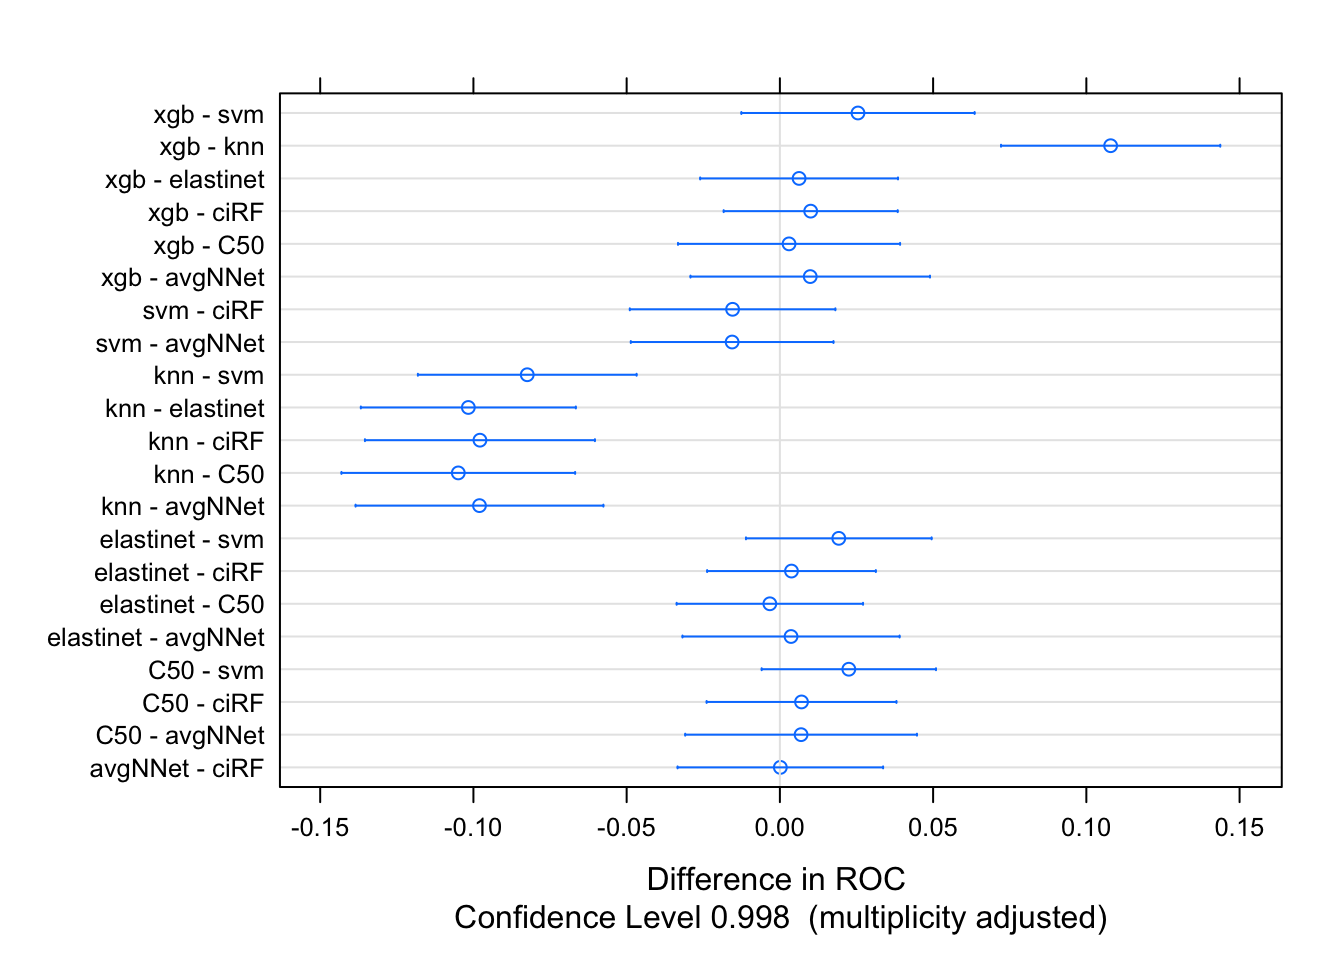 xgb - svm
xgb - knn
xgb - elastinet
xgb - ciRF
xgb - C50
xgb - avgNNet
svm - ciRF
svm - avgNNet
knn - svm
knn - elastinet
knn - ciRF
knn - C50
knn - avgNNet
elastinet - svm
elastinet - ciRF
elastinet - C50
elastinet - avgNNet
C50 - svm
C50 - ciRF
C50 - avgNNet
avgNNet - ciRF
-0.15 -0.10 -0.05 0.00 0.05 0.10 0.15
Difference in ROC
Confidence Level 0.998 (multiplicity adjusted)